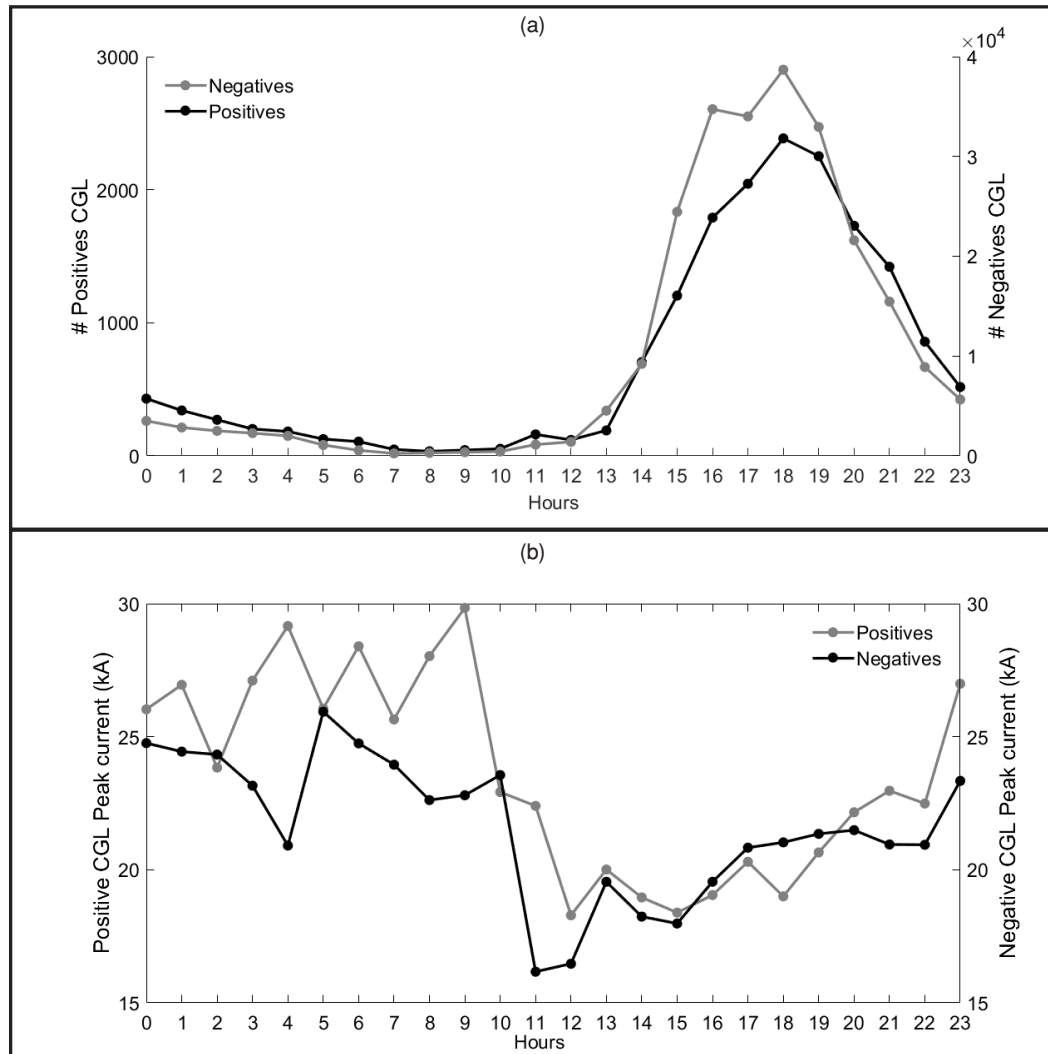 (a)
×10⁴
3000
2000
1000
0
# Positives CGL
Negatives
Positives
4
3
2
1
0
# Negatives CGL
0 1 2 3 4 5 6 7 8 9 10 11 12 13 14 15 16 17 18 19 20 21 22 23
Hours
(b)
30
25
20
15
Positive CGL Peak current (kA)
Positives
Negatives
30
25
20
15
Negative CGL Peak current (kA)
0 1 2 3 4 5 6 7 8 9 10 11 12 13 14 15 16 17 18 19 20 21 22 23
Hours